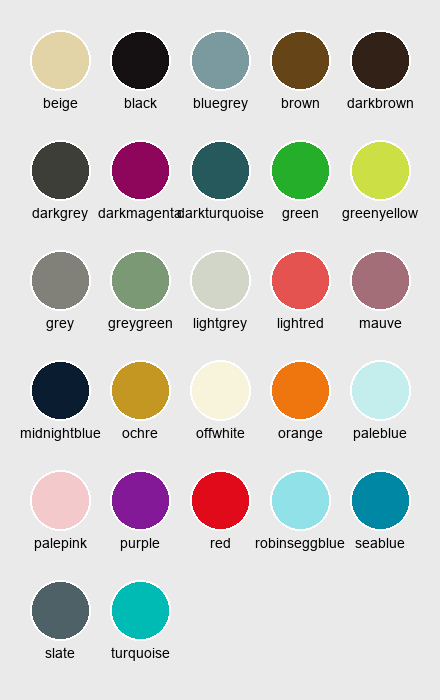 beige black bluegrey brown darkbrown
darkgrey darkmagenta darkturquoise green greenyellow
grey greygreen lightgrey lightred mauve
midnightblue ochre offwhite orange paleblue
palepink purple red robinseggblue seablue
slate turquoise